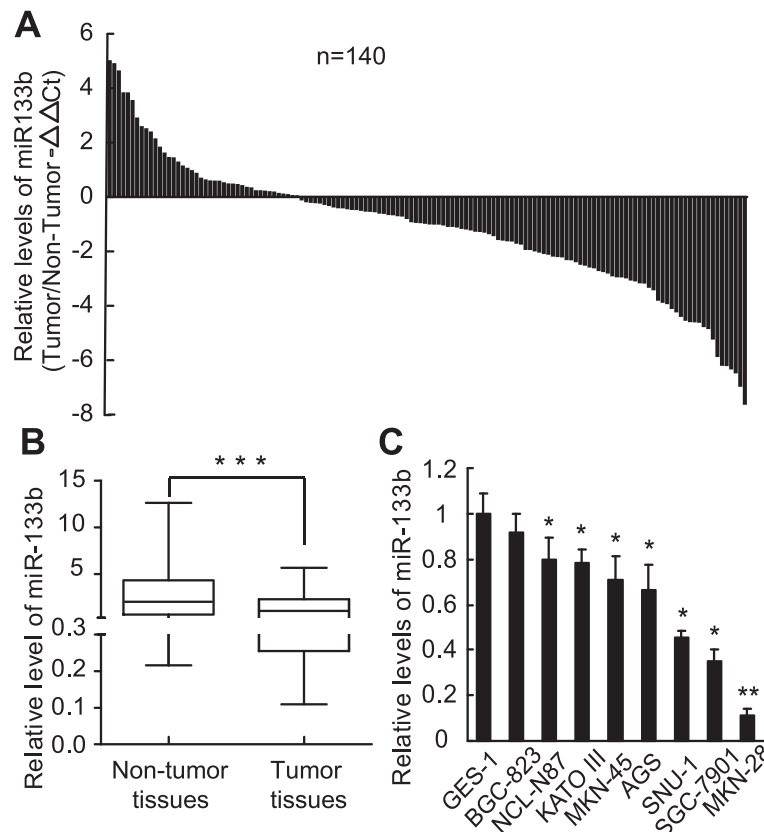 A
Relative levels of miR133b
(Tumor/Non-Tumor -△△Ct)
6
4
2
0
-2
-4
-6
-8
n=140
B
Relative level of miR-133b
15
10
5
0.3
0.2
0.1
0.0
* * *
Non-tumor
tissues
Tumor
tissues
C
Relative levels of miR-133b
1.2
1
0.8
0.6
0.4
0.2
0
*
*
*
*
*
*
**
GES-1
BGC-823
NCL-N87
KATO III
MKN-45
AGS
SNU-1
SGC-7901
MKN-28